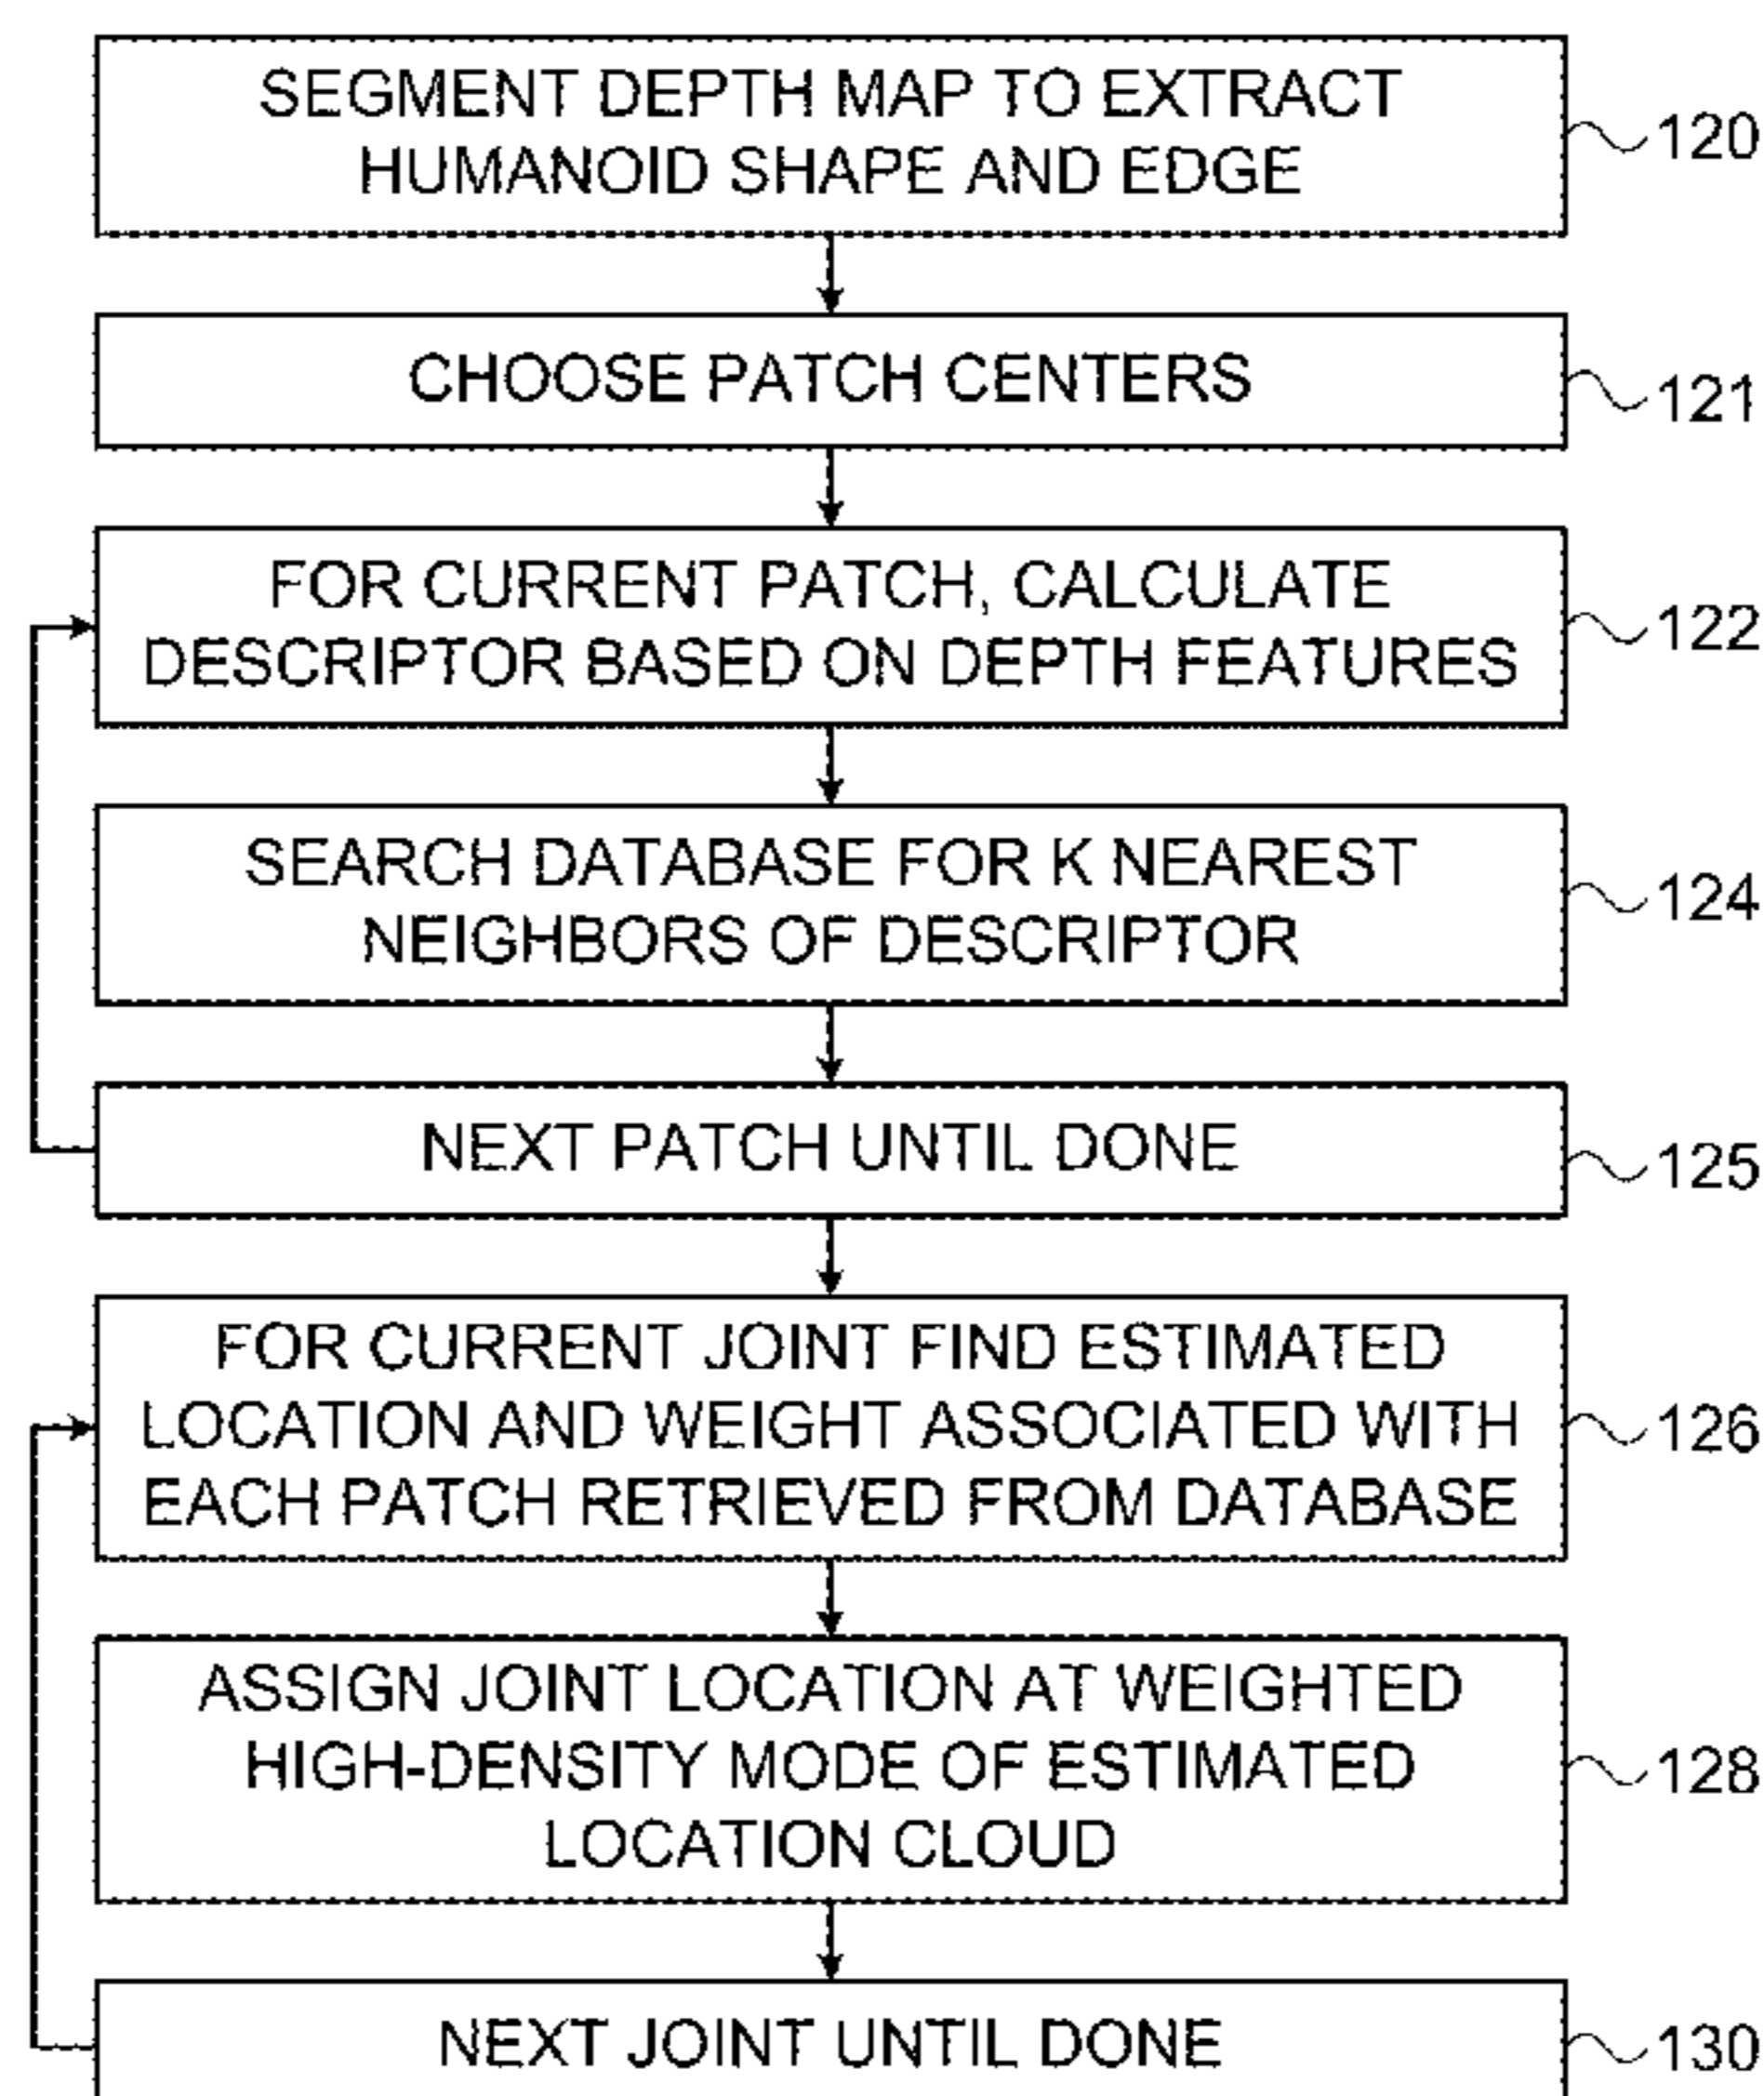 SEGMENT DEPTH MAP TO EXTRACT
HUMANOID SHAPE AND EDGE
120
CHOOSE PATCH CENTERS
121
FOR CURRENT PATCH, CALCULATE
DESCRIPTOR BASED ON DEPTH FEATURES
122
SEARCH DATABASE FOR K NEAREST
NEIGHBORS OF DESCRIPTOR
124
NEXT PATCH UNTIL DONE
125
FOR CURRENT JOINT FIND ESTIMATED
LOCATION AND WEIGHT ASSOCIATED WITH
EACH PATCH RETRIEVED FROM DATABASE
126
ASSIGN JOINT LOCATION AT WEIGHTED
HIGH-DENSITY MODE OF ESTIMATED
LOCATION CLOUD
128
NEXT JOINT UNTIL DONE
130